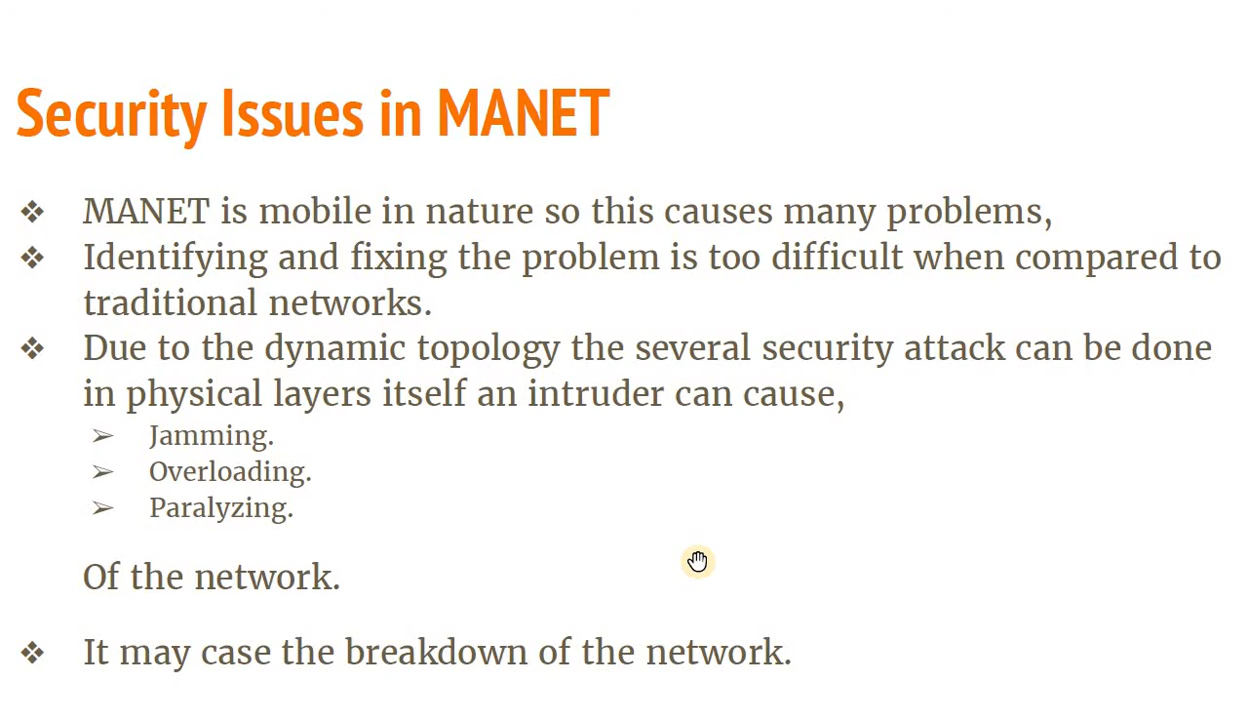 Security Issues in MANET
❖ MANET is mobile in nature so this causes many problems,
❖ Identifying and fixing the problem is too difficult when compared to
traditional networks.
❖ Due to the dynamic topology the several security attack can be done
in physical layers itself an intruder can cause,
➢ Jamming.
➢ Overloading.
➢ Paralyzing.
Of the network.
❖ It may case the breakdown of the network.